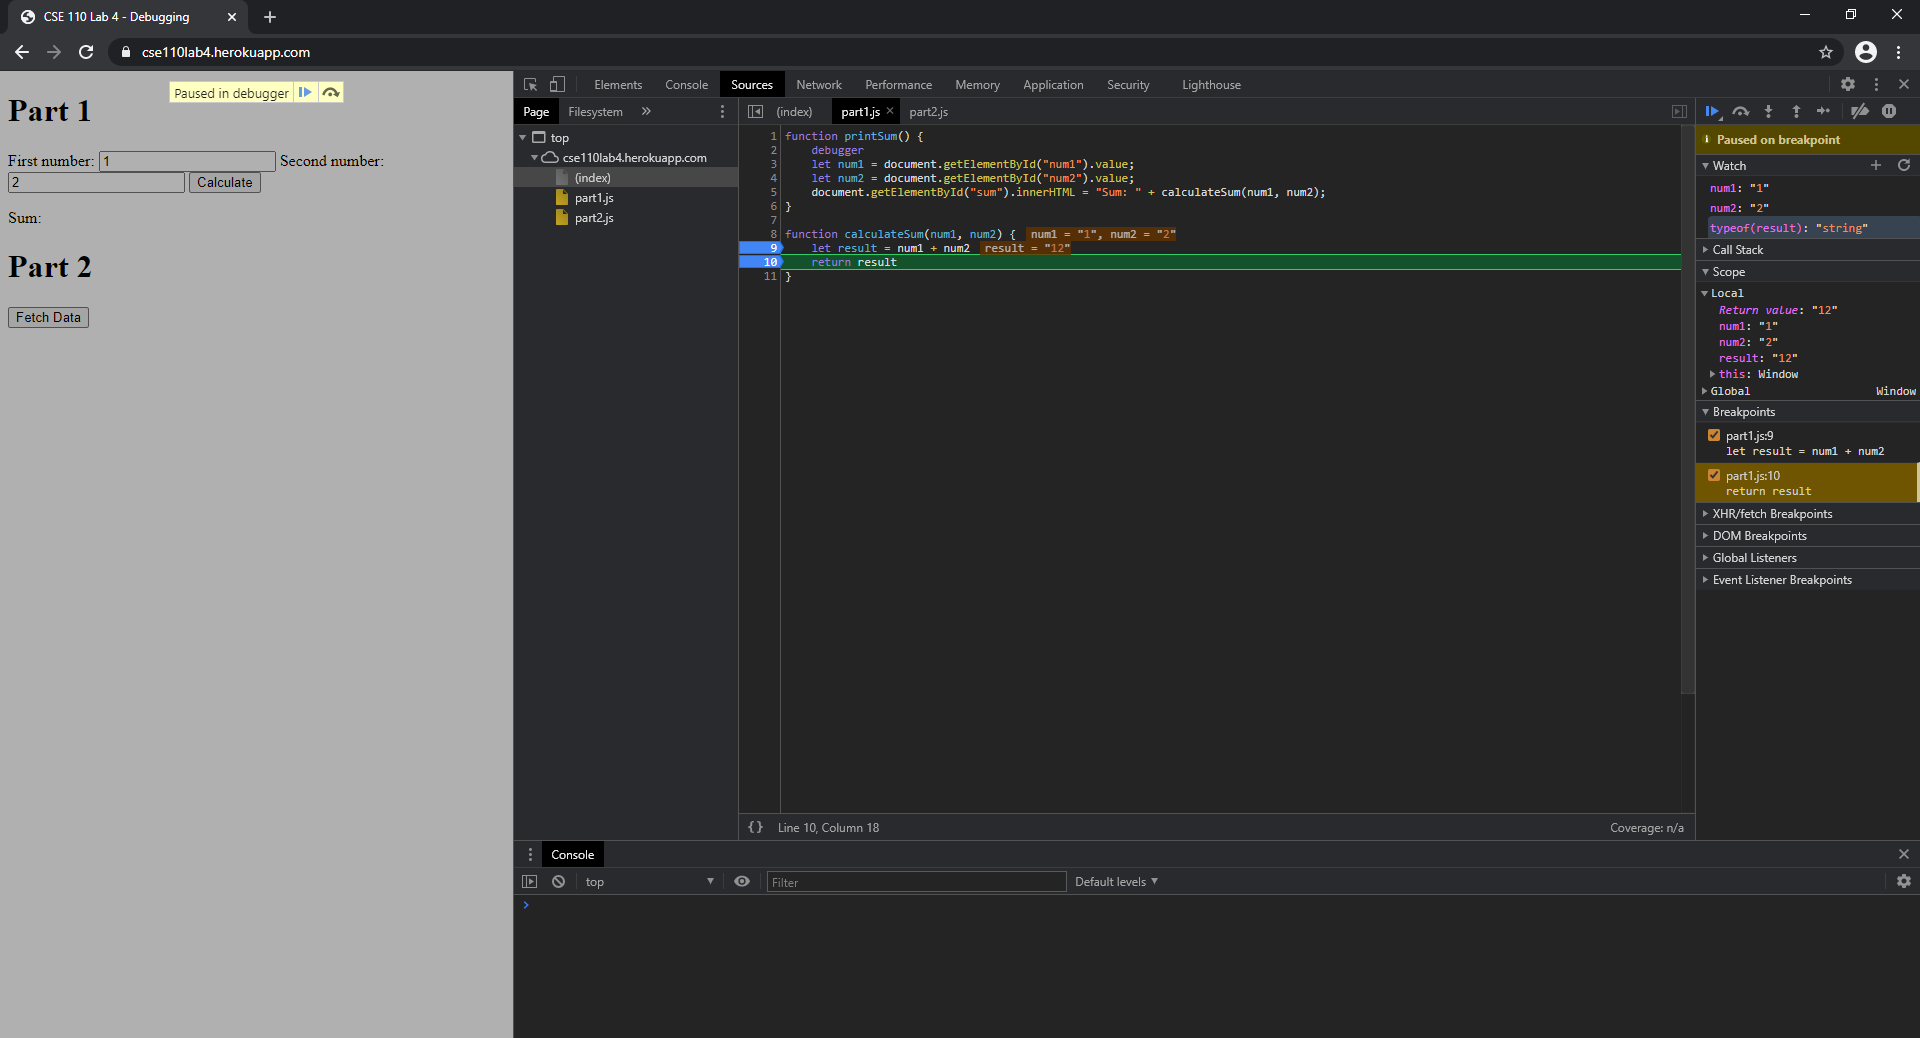 CSE 110 Lab 4 - Debugging
cse110lab4.herokuapp.com
Paused in debugger
Part 1
First number: 1 Second number:
2 Calculate
Sum:
Part 2
Fetch Data
Elements Console Sources Network Performance Memory Application Security Lighthouse
Page Filesystem »
top
cse110lab4.herokuapp.com
(index)
part1.js
part2.js
(index) part1.js part2.js
1 function printSum() {
2 debugger
3 let num1 = document.getElementById("num1").value;
4 let num2 = document.getElementById("num2").value;
5 document.getElementById("sum").innerHTML = "Sum: " + calculateSum(num1, num2);
6 }
7
8 function calculateSum(num1, num2) { num1 = "1", num2 = "2"
9 let result = num1 + num2 result = "12"
10 return result
11 }
{} Line 10, Column 18 Coverage: n/a
Paused on breakpoint
Watch
num1: "1"
num2: "2"
typeof(result): "string"
Call Stack
Scope
Local
Return value: "12"
num1: "1"
num2: "2"
result: "12"
this: Window
Global Window
Breakpoints
part1.js:9
let result = num1 + num2
part1.js:10
return result
XHR/fetch Breakpoints
DOM Breakpoints
Global Listeners
Event Listener Breakpoints
Console
top Filter Default levels